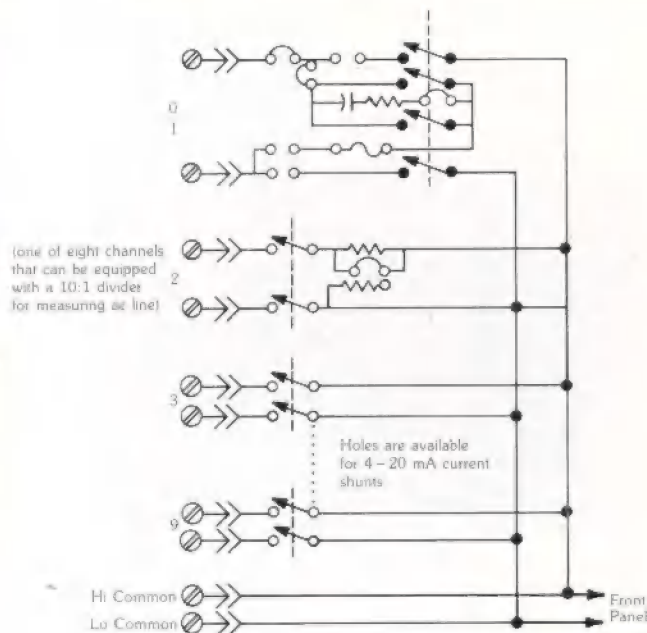 0
1
(one of eight channels
that can be equipped
with a 10:1 divider
for measuring ac line)
2
3
Holes are available
for 4 – 20 mA current
shunts
9
Hi Common
Lo Common
Front
Panel